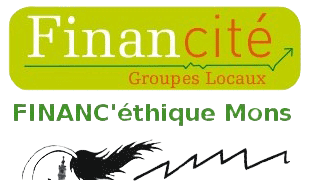 Financité
Groupes Locaux
FINANC'éthique Mons